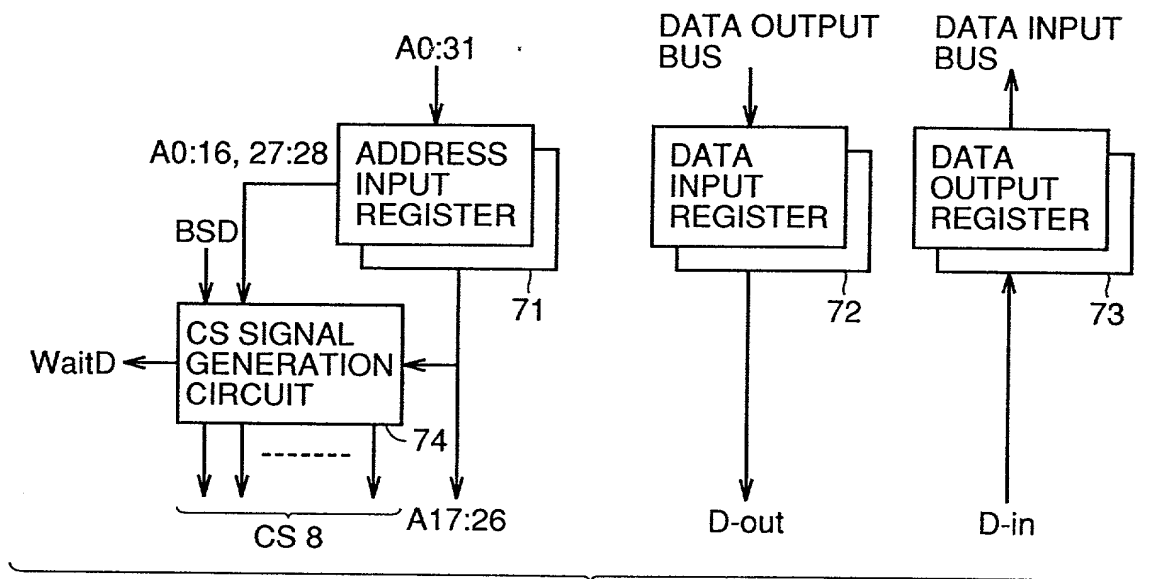 A0:31
DATA OUTPUT
BUS
DATA INPUT
BUS
A0:16, 27:28
ADDRESS
INPUT
REGISTER
DATA
INPUT
REGISTER
DATA
OUTPUT
REGISTER
BSD
71
72
73
CS SIGNAL
GENERATION
CIRCUIT
WaitD
74
A17:26
D-out
D-in
CS 8